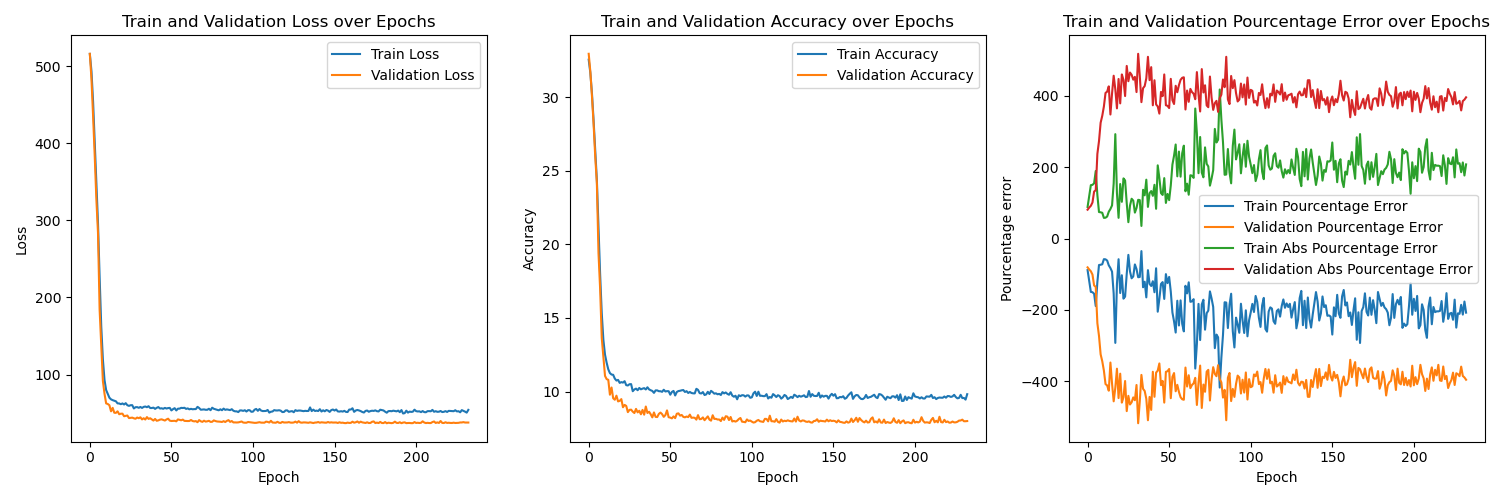 Train and Validation Loss over Epochs
Train Loss
Validation Loss
Loss
500
400
300
200
100
0
50
100
150
200
Epoch
Train and Validation Accuracy over Epochs
Train Accuracy
Validation Accuracy
Accuracy
30
25
20
15
10
0
50
100
150
200
Epoch
Train and Validation Pourcentage Error over Epochs
Train Pourcentage Error
Validation Pourcentage Error
Train Abs Pourcentage Error
Validation Abs Pourcentage Error
Pourcentage error
400
200
0
−200
−400
0
50
100
150
200
Epoch